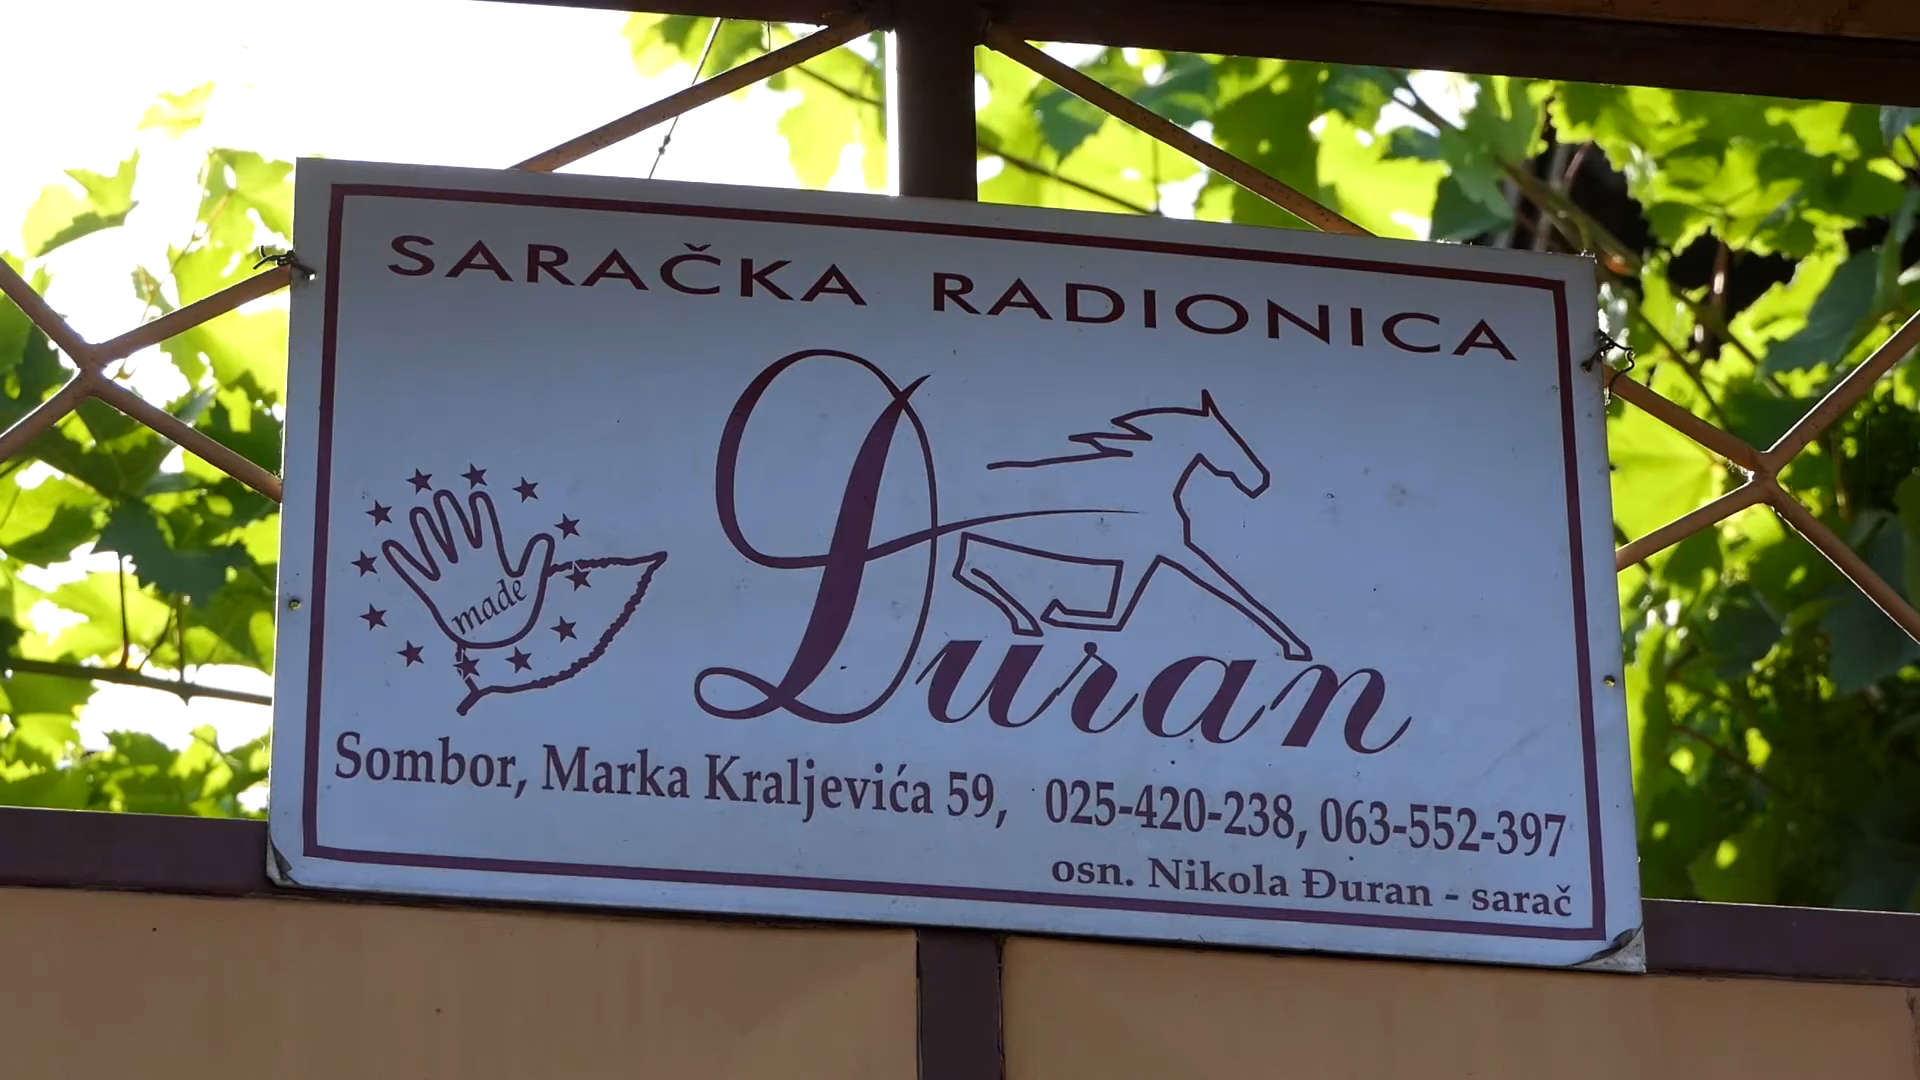 SARAČKA RADIONICA
made
Đuran
Sombor, Marka Kraljevića 59, 025-420-238, 063-552-397
osn. Nikola Đuran - sarač